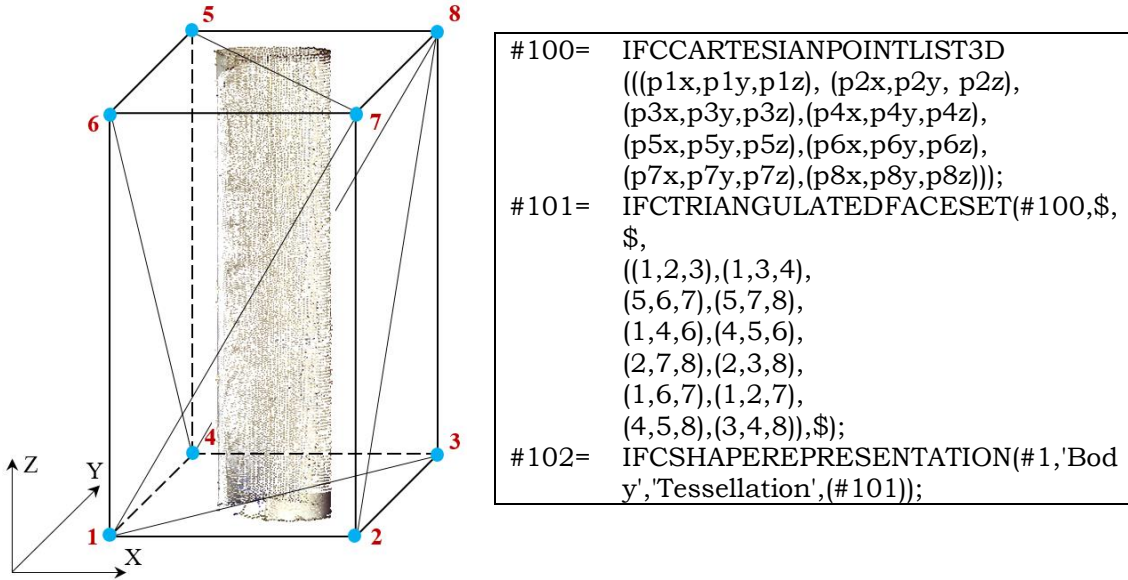 5
8
6
7
4
3
Z
Y
1
2
X
#100= IFCCARTESIANPOINTLIST3D
(((p1x,p1y,p1z), (p2x,p2y, p2z),
(p3x,p3y,p3z),(p4x,p4y,p4z),
(p5x,p5y,p5z),(p6x,p6y,p6z),
(p7x,p7y,p7z),(p8x,p8y,p8z)));
#101= IFCTRIANGULATEDFACESET(#100,$,
$,
((1,2,3),(1,3,4),
(5,6,7),(5,7,8),
(1,4,6),(4,5,6),
(2,7,8),(2,3,8),
(1,6,7),(1,2,7),
(4,5,8),(3,4,8)),$);
#102= IFCSHAPEREPRESENTATION(#1,'Bod
y','Tessellation',(#101));